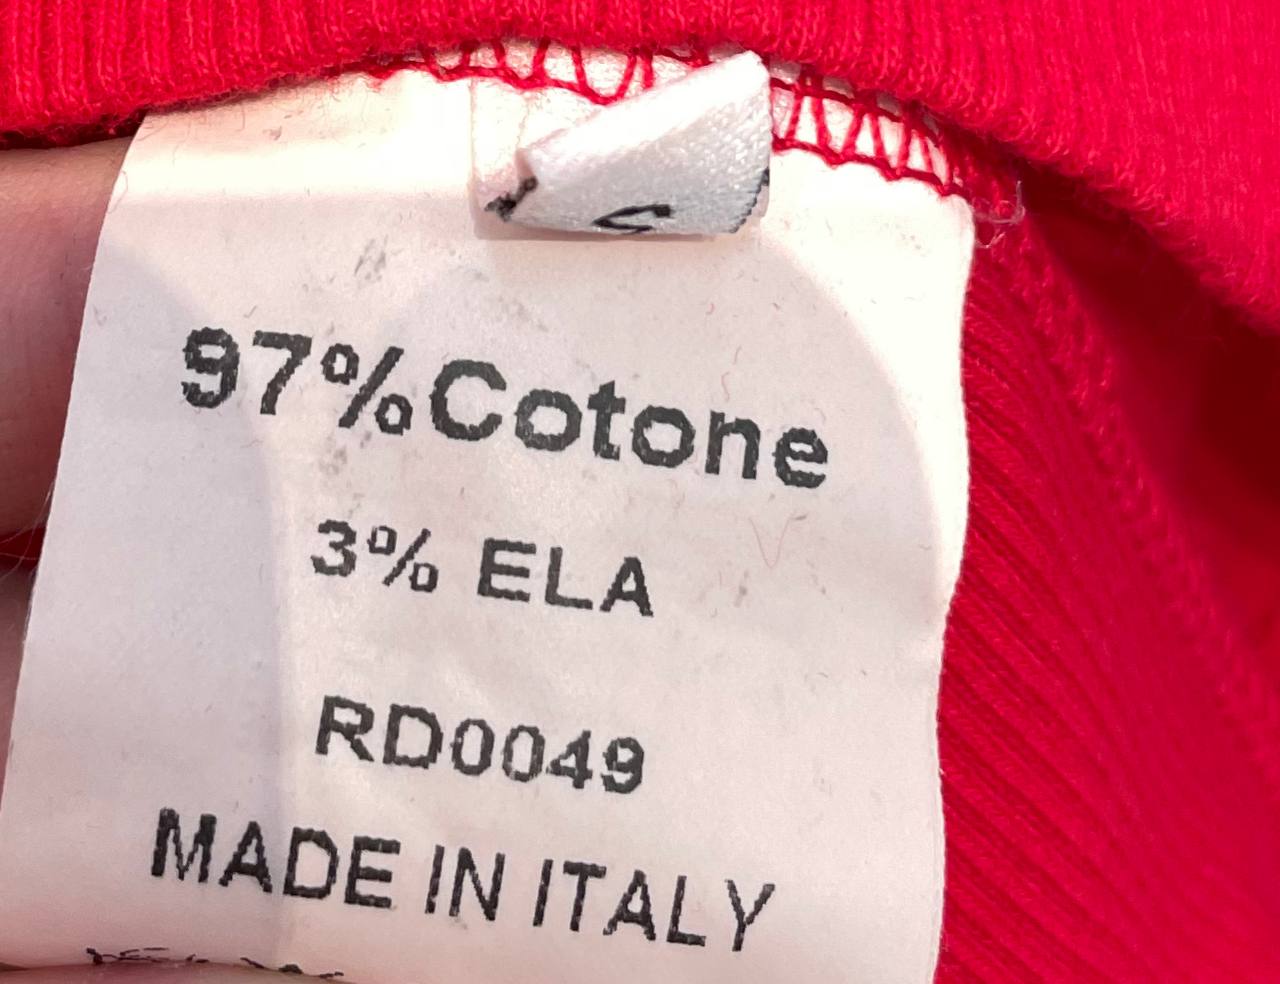 97%Cotone
3% ELA
RD0049
MADE IN ITALY